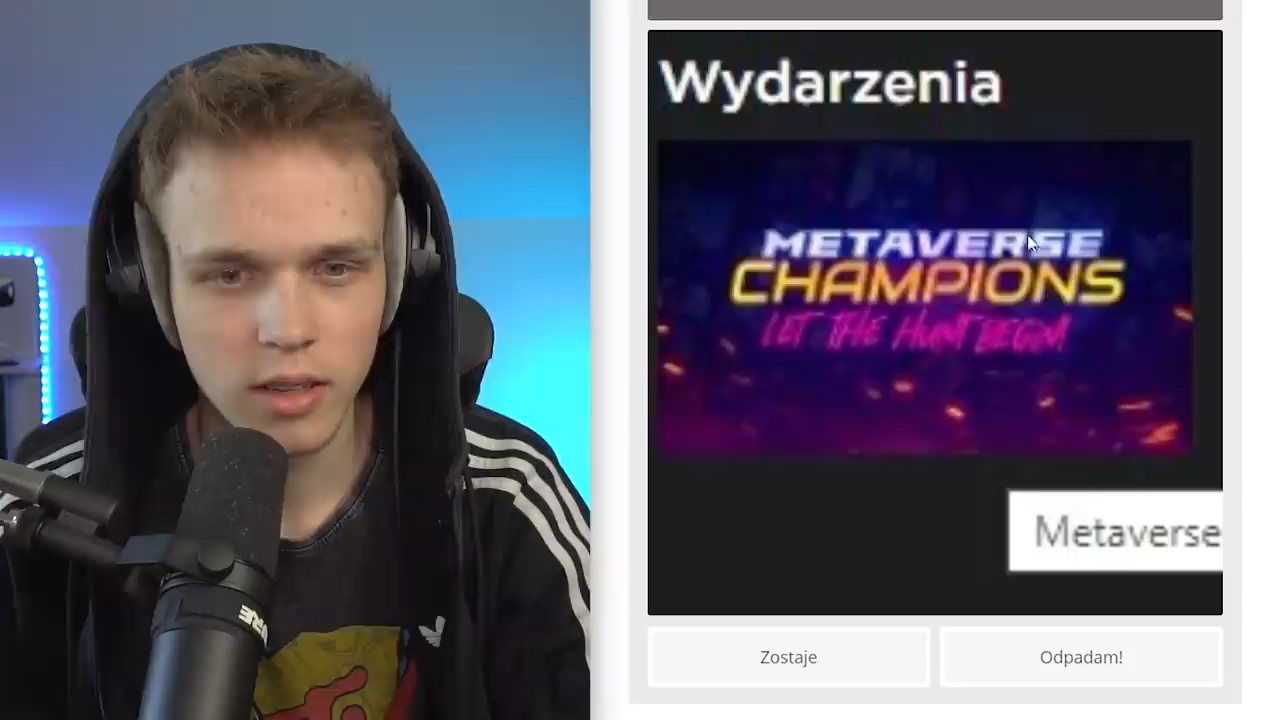 Wydarzenia
METAVERSE
CHAMPIONS
LET THE HUNT BEGIN
Metaverse
Zostaje
Odpadam!